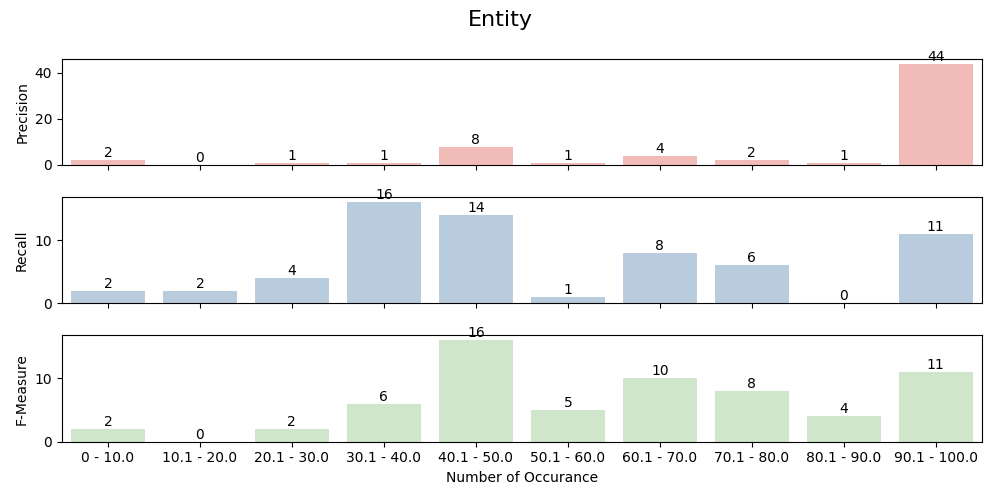 Entity
Precision
40
20
0
2
0
1
1
8
1
4
2
1
44
Recall
10
0
2
2
4
16
14
1
8
6
0
11
F-Measure
10
0
2
0
2
6
16
5
10
8
4
11
0 - 10.0
10.1 - 20.0
20.1 - 30.0
30.1 - 40.0
40.1 - 50.0
50.1 - 60.0
60.1 - 70.0
70.1 - 80.0
80.1 - 90.0
90.1 - 100.0
Number of Occurance